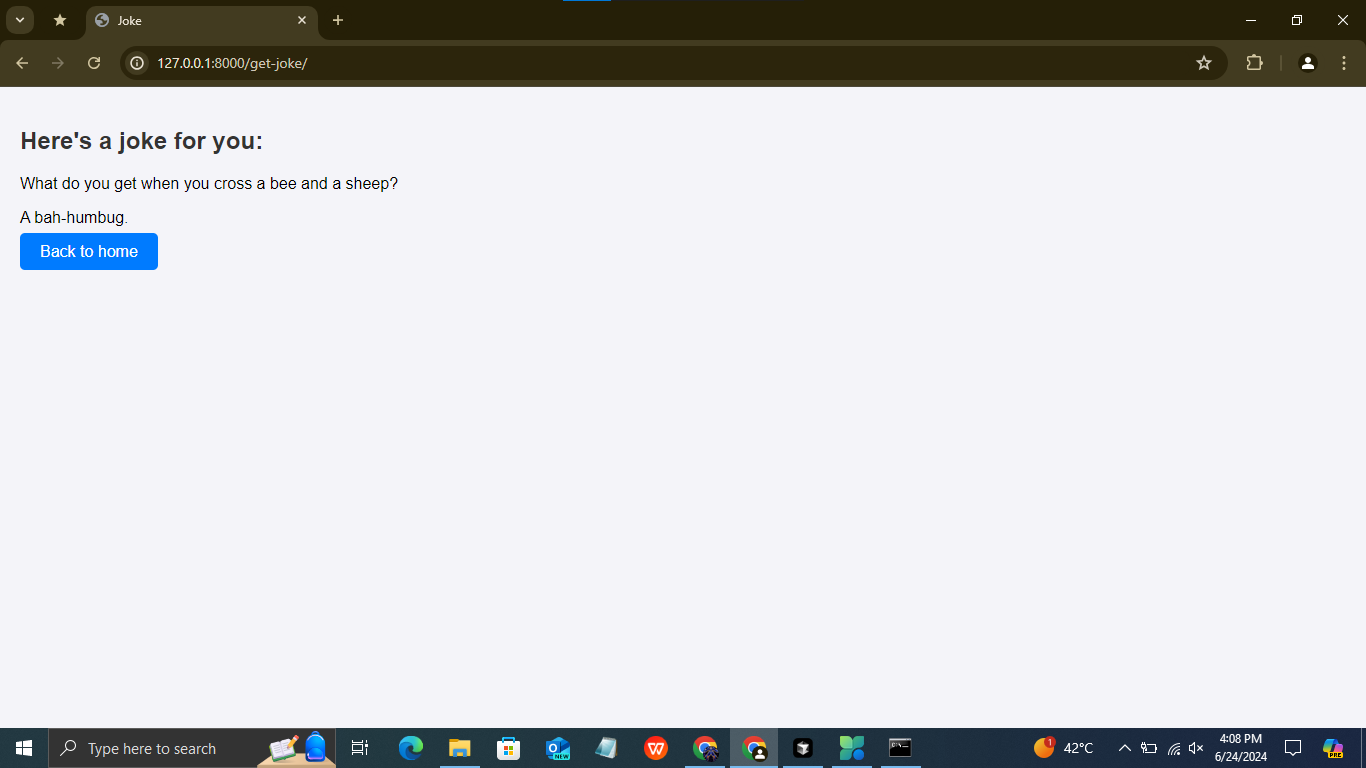 Joke
127.0.0.1:8000/get-joke/
Here's a joke for you:
What do you get when you cross a bee and a sheep?
A bah-humbug.
Back to home
Type here to search
NEW
W
1
42°C
4:08 PM
6/24/2024
PRE